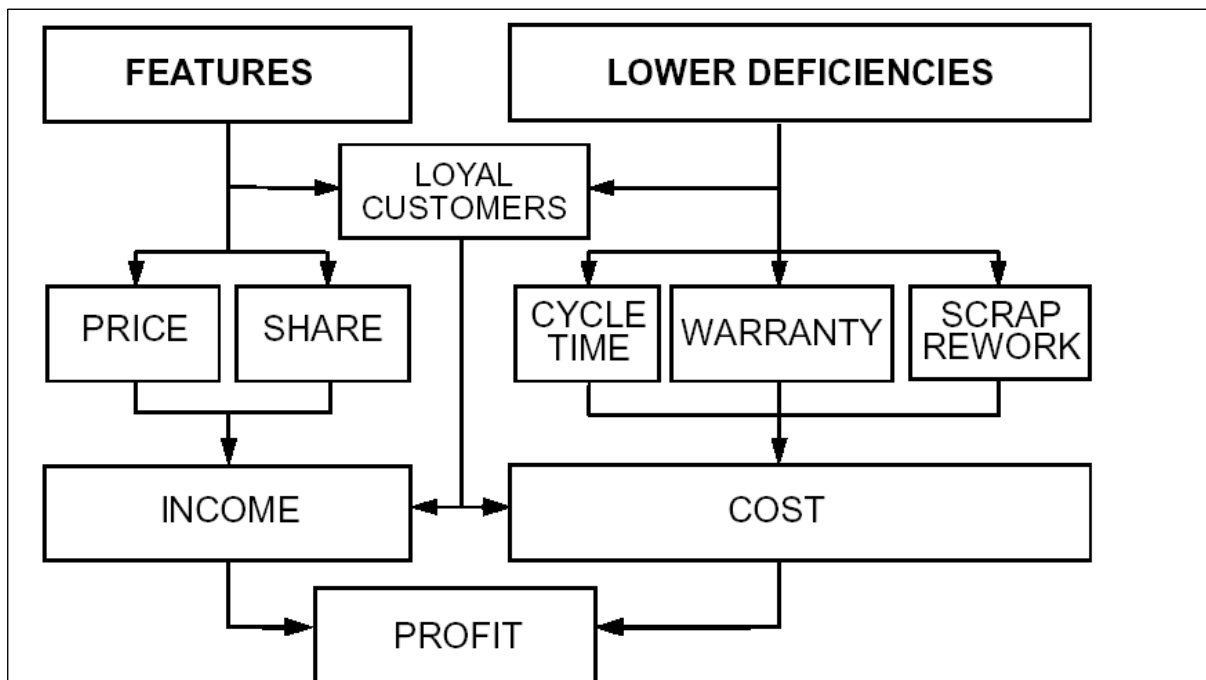 FEATURES
LOWER DEFICIENCIES
LOYAL
CUSTOMERS
PRICE
SHARE
CYCLE
TIME
WARRANTY
SCRAP
REWORK
INCOME
COST
PROFIT